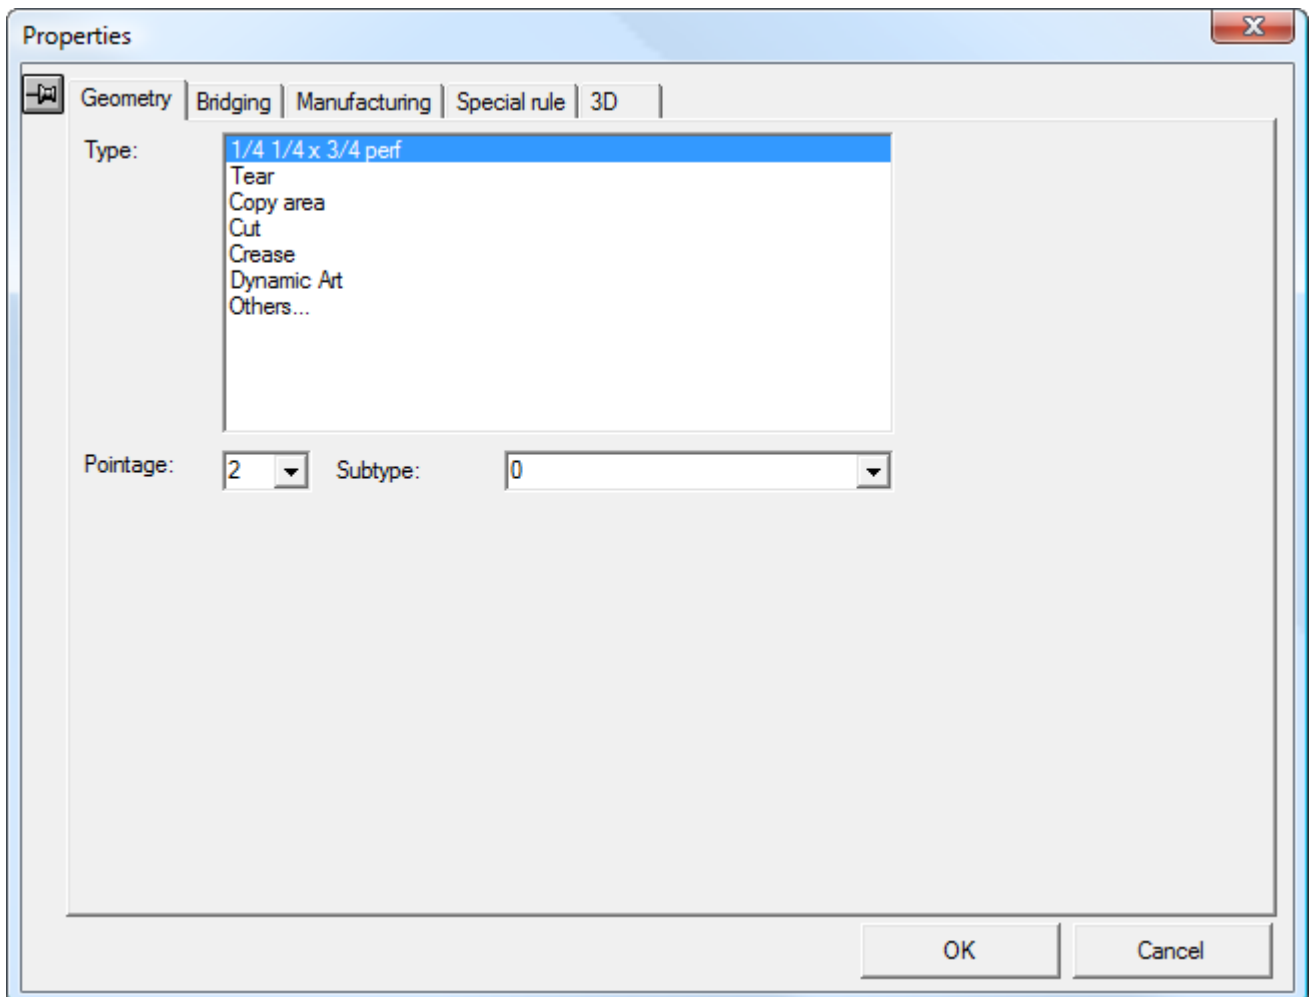 Properties
Geometry Bridging Manufacturing Special rule 3D
Type:
1/4 1/4 x 3/4 perf
Tear
Copy area
Cut
Crease
Dynamic Art
Others...
Pointage: 2 Subtype: 0
OK Cancel